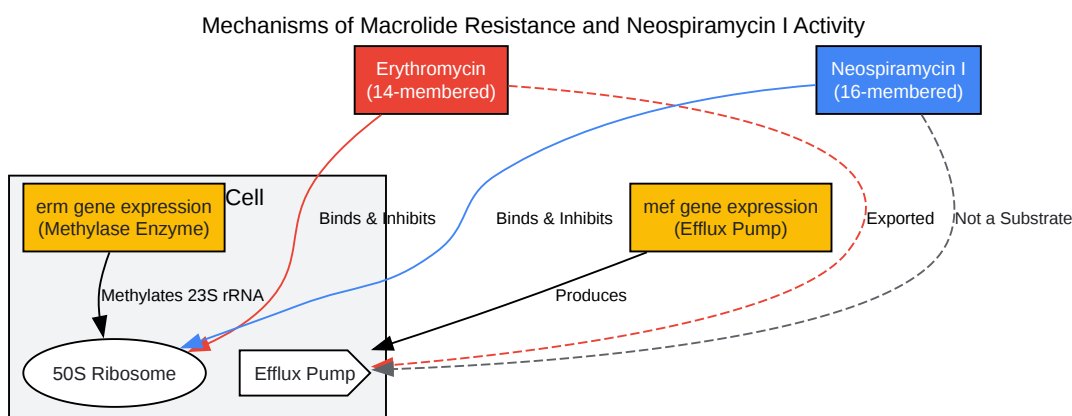 Mechanisms of Macrolide Resistance and Neospiramycin I Activity
Erythromycin
(14-membered)
Neospiramycin I
(16-membered)
Cell
erm gene expression
(Methylase Enzyme)
mef gene expression
(Efflux Pump)
Binds & Inhibits
Binds & Inhibits
Exported
Not a Substrate
Methylates 23S rRNA
Produces
50S Ribosome
Efflux Pump